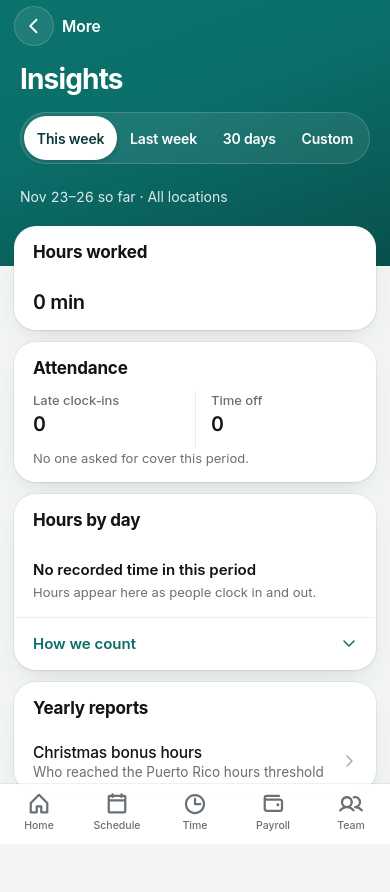 More
Insights
This week
Last week
30 days
Custom
Nov 23–26 so far · All locations
Hours worked
0 min
Attendance
Late clock-ins
Time off
0
0
No one asked for cover this period.
Hours by day
No recorded time in this period
Hours appear here as people clock in and out.
How we count
Yearly reports
Christmas bonus hours
Who reached the Puerto Rico hours threshold
Home
Schedule
Time
Payroll
Team